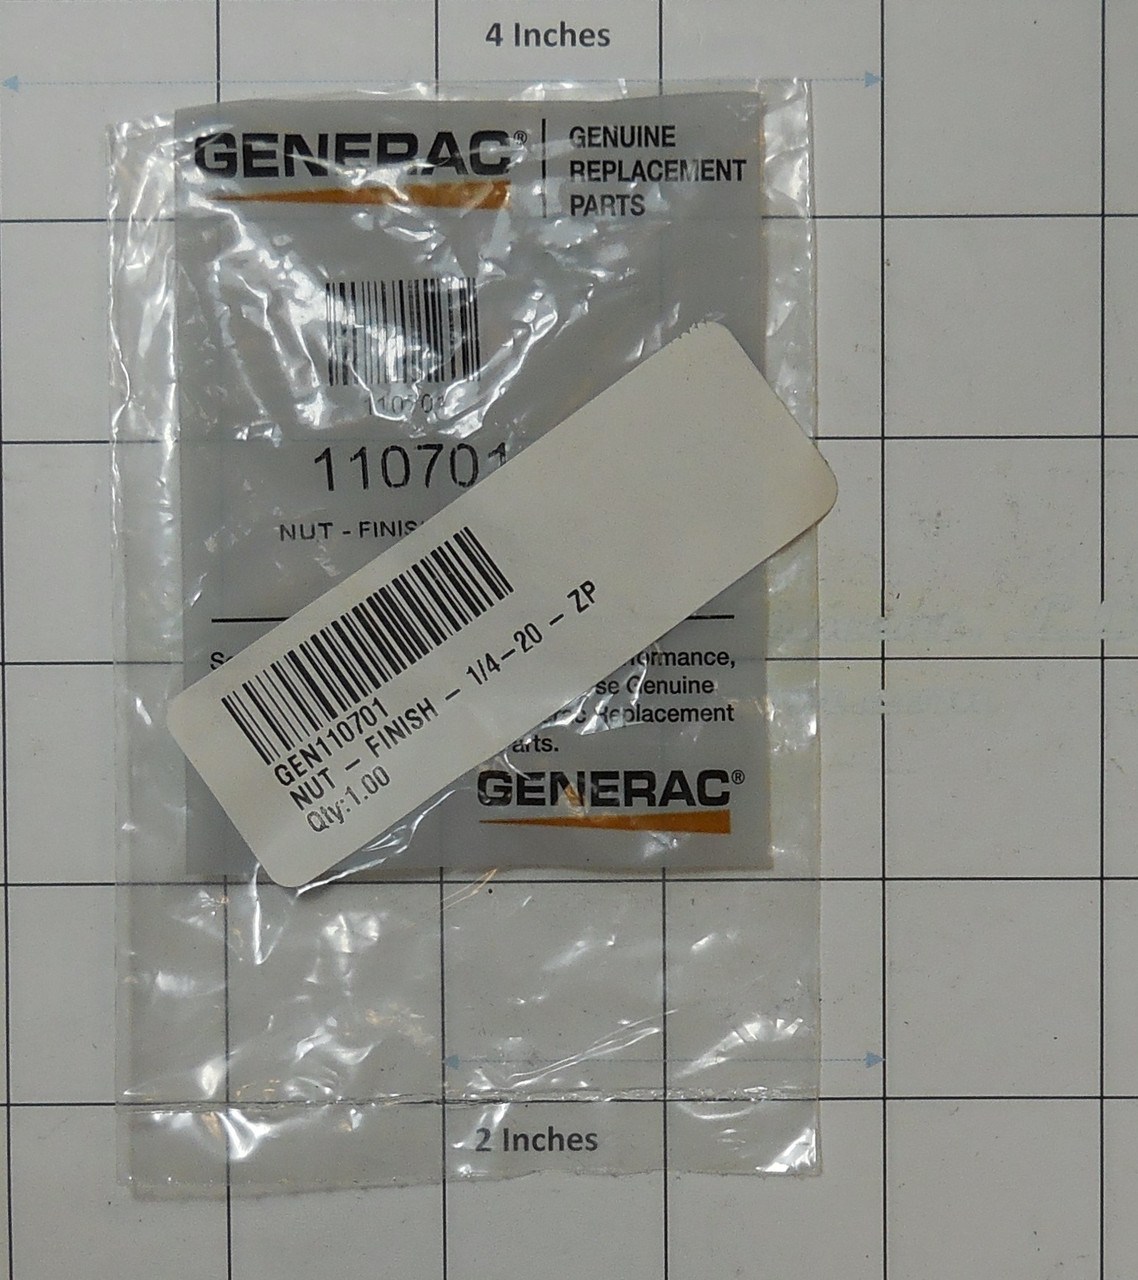 4 Inches
GENERAC®
GENUINE
REPLACEMENT
PARTS
110701
110701
NUT - FINIS
GEN110701
NUT - FINISH - 1/4-20 - ZP
Qty:1.00
formance,
se Genuine
Replacement
arts.
GENERAC®
2 Inches